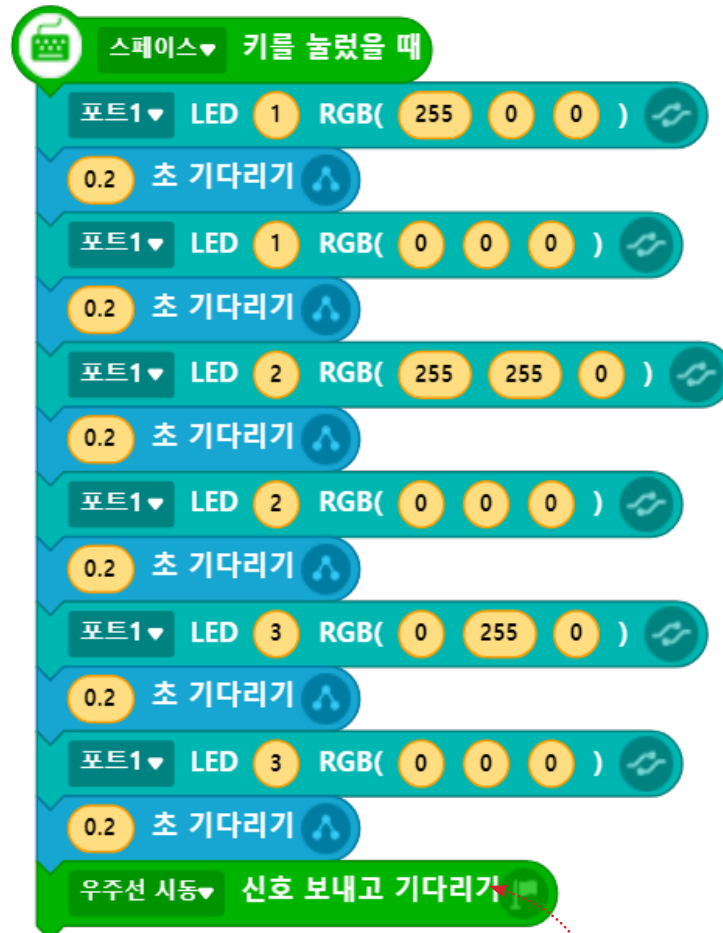 스페이스 키를 눌렀을 때
포트1 LED 1 RGB( 255 0 0 )
0.2 초 기다리기
포트1 LED 1 RGB( 0 0 0 )
0.2 초 기다리기
포트1 LED 2 RGB( 255 255 0 )
0.2 초 기다리기
포트1 LED 2 RGB( 0 0 0 )
0.2 초 기다리기
포트1 LED 3 RGB( 0 255 0 )
0.2 초 기다리기
포트1 LED 3 RGB( 0 0 0 )
0.2 초 기다리기
우주선 시동 신호 보내고 기다리기